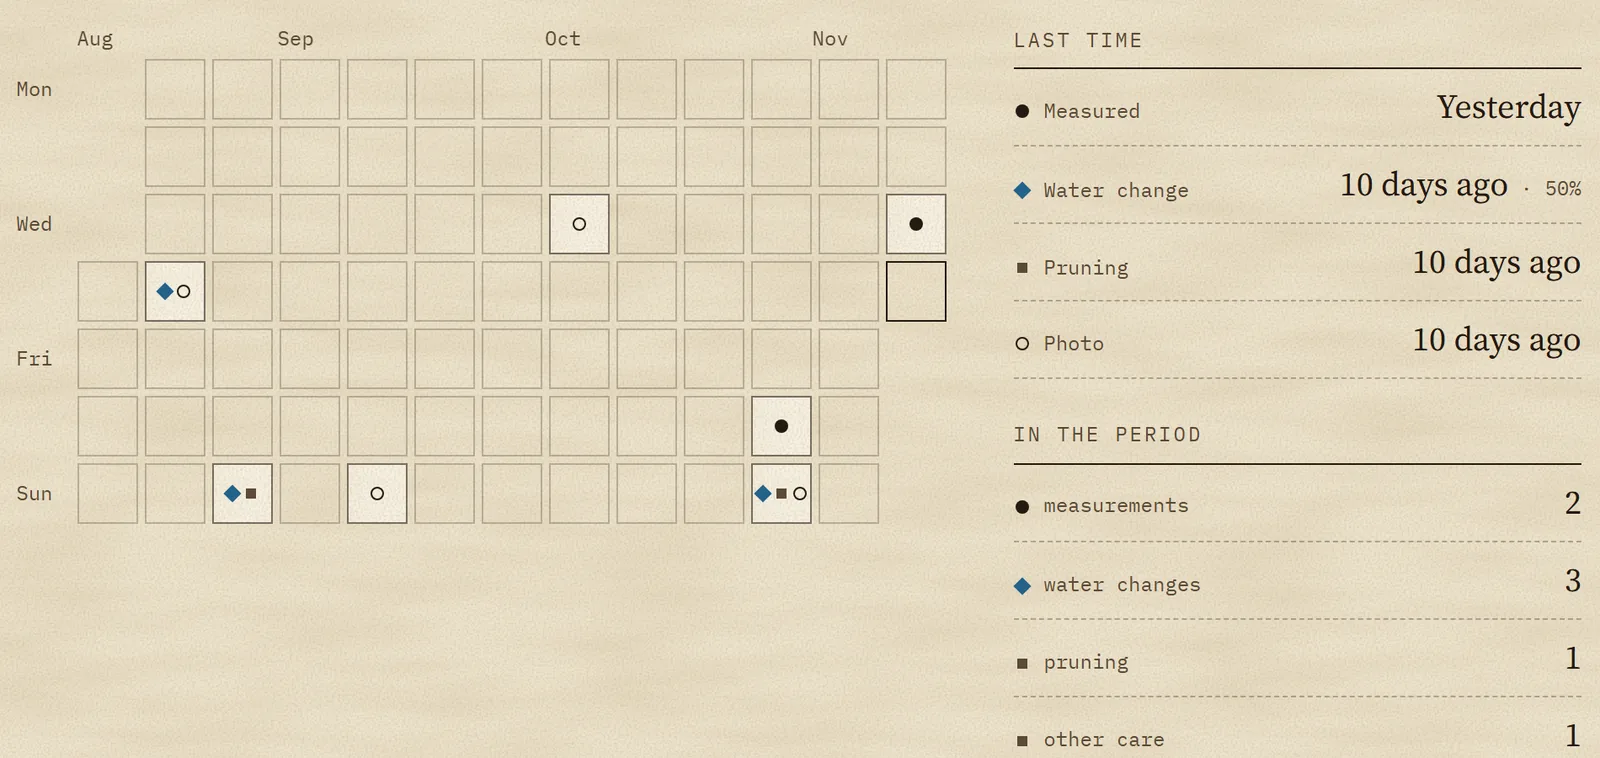 Aug Sep Oct Nov
Mon
Wed
Fri
Sun
LAST TIME
Measured Yesterday
Water change 10 days ago · 50%
Pruning 10 days ago
Photo 10 days ago
IN THE PERIOD
measurements 2
water changes 3
pruning 1
other care 1